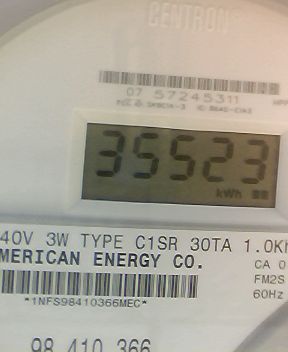 CENTRON
07 57245311
35523
kWh
40V 3W TYPE C1SR 30TA 1.0Kh
MERICAN ENERGY CO.
CA 0
FM2S
60Hz
*1NFS98410366MEC*
98 410 366